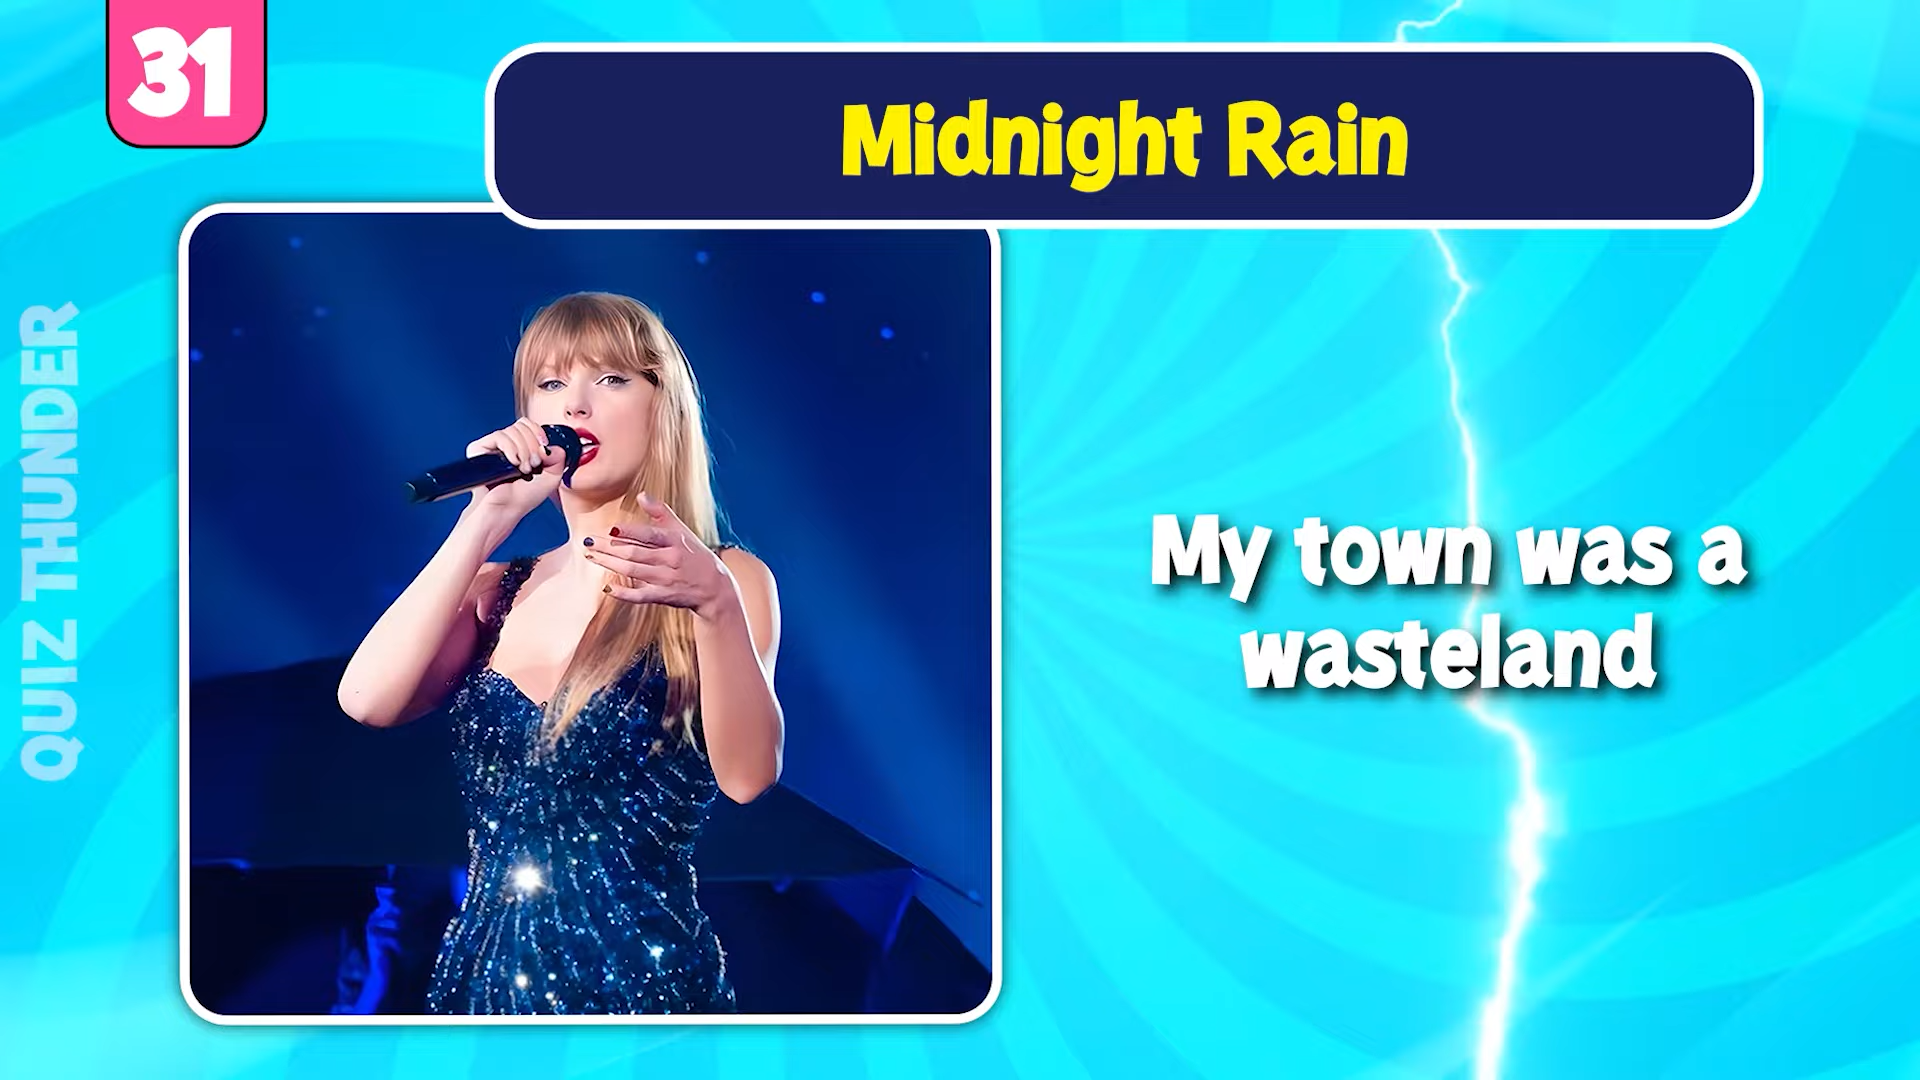 31
Midnight Rain
QUIZ THUNDER
My town was a
wasteland